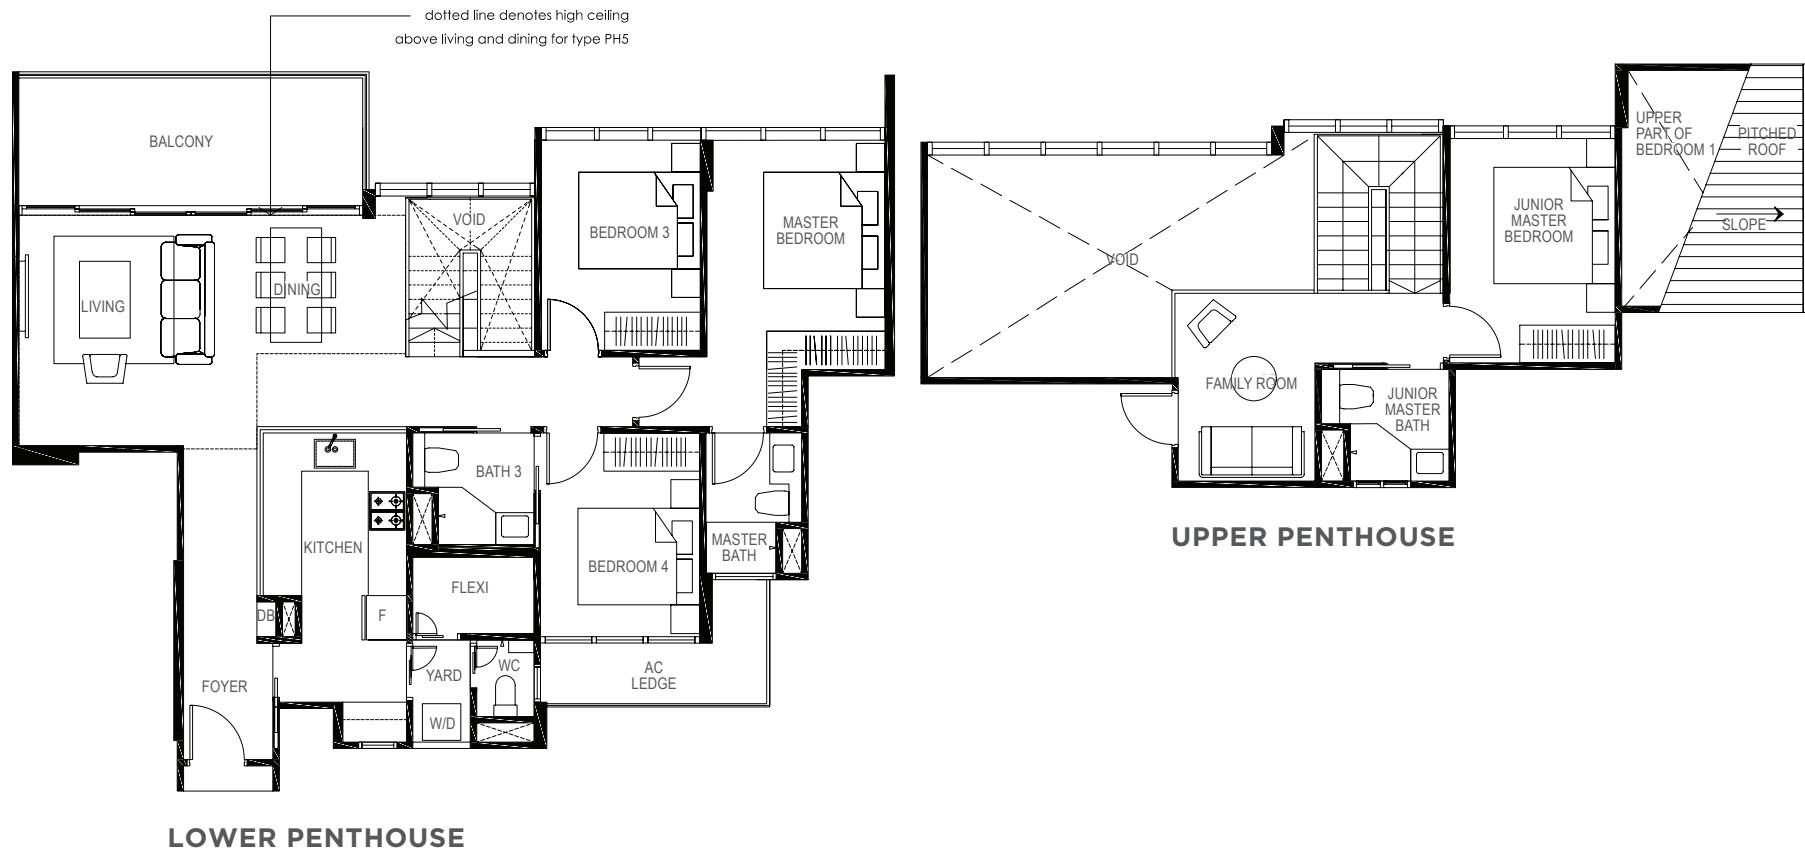 dotted line denotes high ceiling
above living and dining for type PH5
BALCONY
VOID
LIVING
DINING
BEDROOM 3
MASTER
BEDROOM
BATH 3
KITCHEN
FLEXI
BEDROOM 4
MASTER
BATH
DB
F
FOYER
YARD
WC
W/D
AC
LEDGE
LOWER PENTHOUSE
VOID
FAMILY ROOM
JUNIOR
MASTER
BEDROOM
JUNIOR
MASTER
BATH
UPPER
PART OF
BEDROOM 1
PITCHED
ROOF
SLOPE
UPPER PENTHOUSE